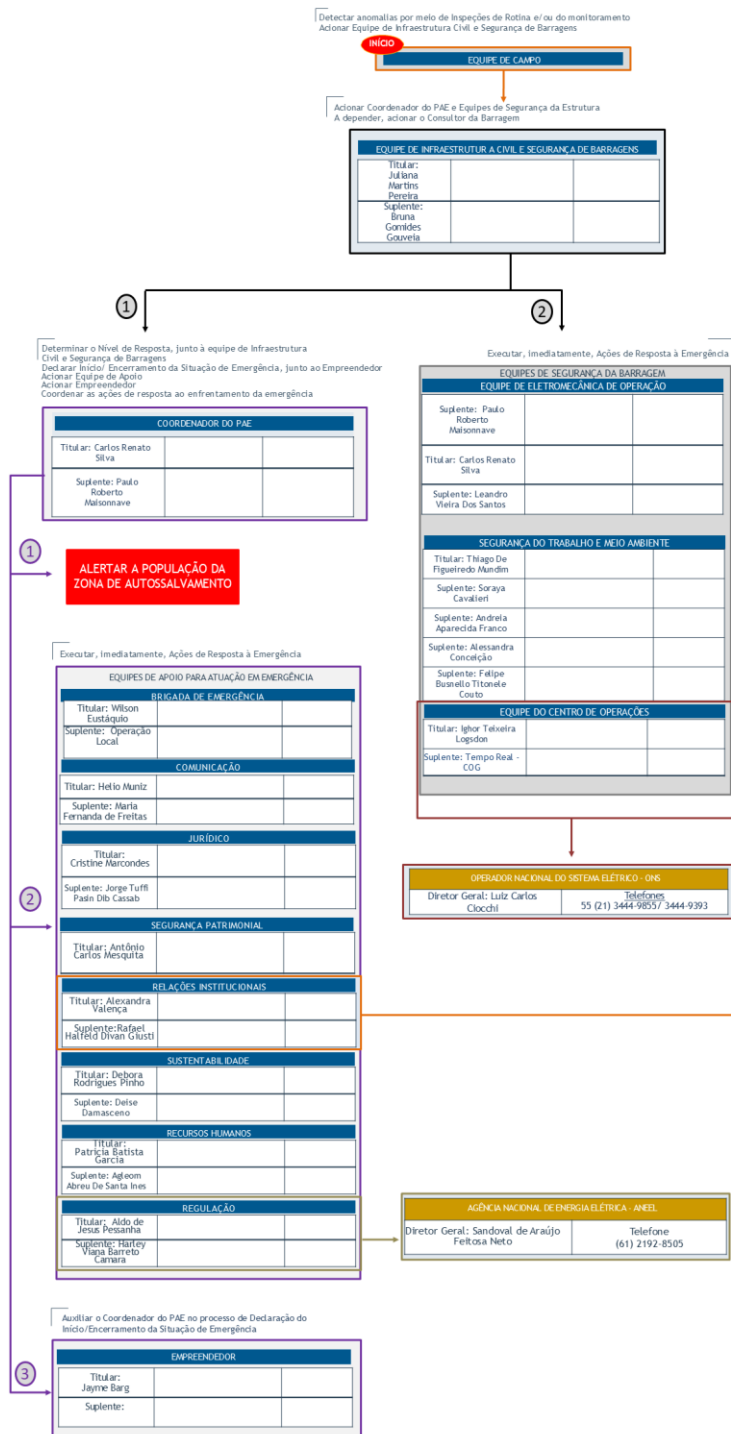 Detectar anomalias por meio de Inspeções de Rotina e/ou do monitoramento
Acionar Equipe de Infraestrutura Civil e Segurança de Barragens
INÍCIO
EQUIPE DE CAMPO
Acionar Coordenador do PAE e Equipes de Segurança da Estrutura
A depender, acionar o Consultor da Barragem
EQUIPE DE INFRAESTRUTUR A CIVIL E SEGURANÇA DE BARRAGENS
Titular:
Juliana
Martins
Pereira
Suplente:
Bruna
Gomides
Gouveia
1
2
Determinar o Nível de Resposta, junto à equipe de Infraestrutura
Civil e Segurança de Barragens
Declarar Início/ Encerramento da Situação de Emergência, junto ao Empreendedor
Acionar Equipe de Apoio
Acionar Empreendedor
Coordenar as ações de resposta ao enfrentamento da emergência
COORDENADOR DO PAE
Titular: Carlos Renato
Silva
Suplente: Paulo
Roberto
Maisonnave
1
ALERTAR A POPULAÇÃO DA
ZONA DE AUTOSSALVAMENTO
Executar, imediatamente, Ações de Resposta à Emergência
EQUIPES DE APOIO PARA ATUAÇÃO EM EMERGÊNCIA
BRIGADA DE EMERGÊNCIA
Titular: Wilson
Eustáquio
Suplente: Operação
Local
COMUNICAÇÃO
Titular: Helio Muniz
Suplente: Maria
Fernanda de Freitas
JURÍDICO
Titular:
Cristine Marcondes
Suplente: Jorge Tuffi
Pasin Dib Cassab
2
SEGURANÇA PATRIMONIAL
Titular: Antônio
Carlos Mesquita
RELAÇÕES INSTITUCIONAIS
Titular: Alexandra
Valença
Suplente:Rafael
Halfeld Divan Giusti
SUSTENTABILIDADE
Titular: Debora
Rodrigues Pinho
Suplente: Deise
Damasceno
RECURSOS HUMANOS
Titular:
Patricia Batista
Garcia
Suplente: Agleom
Abreu De Santa Ines
REGULAÇÃO
Titular: Aldo de
Jesus Pessanha
Suplente: Harley
Viana Barreto
Camara
Auxiliar o Coordenador do PAE no processo de Declaração do
Início/Encerramento da Situação de Emergência
3
EMPREENDEDOR
Titular:
Jayme Barg
Suplente:
Executar, imediatamente, Ações de Resposta à Emergência
EQUIPES DE SEGURANÇA DA BARRAGEM
EQUIPE DE ELETROMECÂNICA DE OPERAÇÃO
Suplente: Paulo
Roberto
Maisonnave
Titular: Carlos Renato
Silva
Suplente: Leandro
Vieira Dos Santos
SEGURANÇA DO TRABALHO E MEIO AMBIENTE
Titular: Thiago De
Figueiredo Mundim
Suplente: Soraya
Cavalieri
Suplente: Andreia
Aparecida Franco
Suplente: Alessandra
Conceição
Suplente: Felipe
Busnello Titonele
Couto
EQUIPE DO CENTRO DE OPERAÇÕES
Titular: Ighor Teixeira
Logsdon
Suplente: Tempo Real -
COG
OPERADOR NACIONAL DO SISTEMA ELÉTRICO - ONS
Diretor Geral: Luiz Carlos
Ciocchi
Telefones
55 (21) 3444-9855/ 3444-9393
AGÊNCIA NACIONAL DE ENERGIA ELÉTRICA - ANEEL
Diretor Geral: Sandoval de Araújo
Feitosa Neto
Telefone
(61) 2192-8505